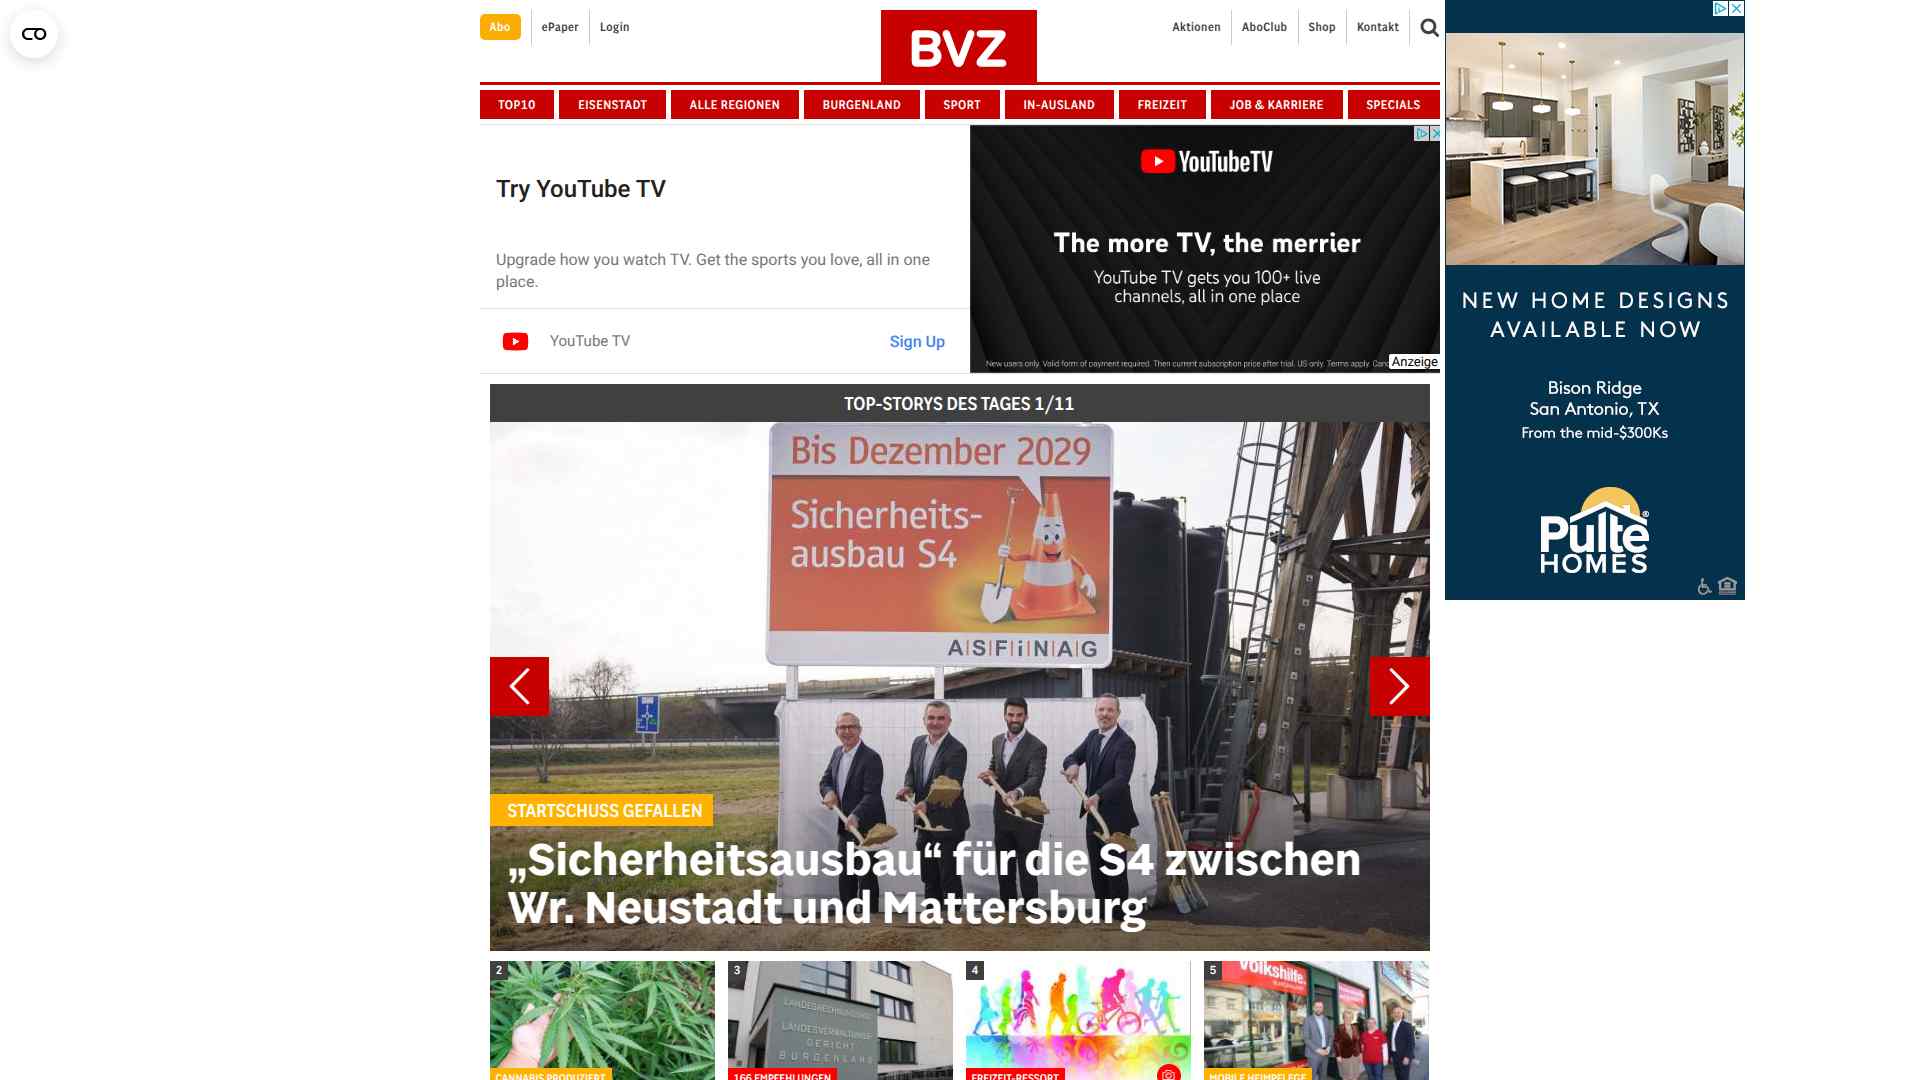 Abo
ePaper
Login
BVZ
Aktionen
AboClub
Shop
Kontakt
TOP10
EISENSTADT
ALLE REGIONEN
BURGENLAND
SPORT
IN-AUSLAND
FREIZEIT
JOB & KARRIERE
SPECIALS
Try YouTube TV
Upgrade how you watch TV. Get the sports you love, all in one
place.
YouTube TV
Sign Up
YouTubeTV
The more TV, the merrier
YouTube TV gets you 100+ live
channels, all in one place
New users only. Valid form of payment required. Then current subscription price after trial. US only. Terms apply.
Anzeige
NEW HOME DESIGNS
AVAILABLE NOW
Bison Ridge
San Antonio, TX
From the mid-$300Ks
Pulte®
HOMES
TOP-STORYS DES TAGES 1/11
Bis Dezember 2029
Sicherheits-
ausbau S4
A|S|F|i|N|A|G
STARTSCHUSS GEFALLEN
„Sicherheitsausbau“ für die S4 zwischen
Wr. Neustadt und Mattersburg
2
CANNABIS PRODUZIERT
3
LANDESRECHNUNGSHOF
LANDESVERWALTUNGS
GERICHT
BURGENLAND
166 EMPFEHLUNGEN
4
FREIZEIT-RESSORT
5
Volkshilfe
MOBILE HEIMPFLEGE